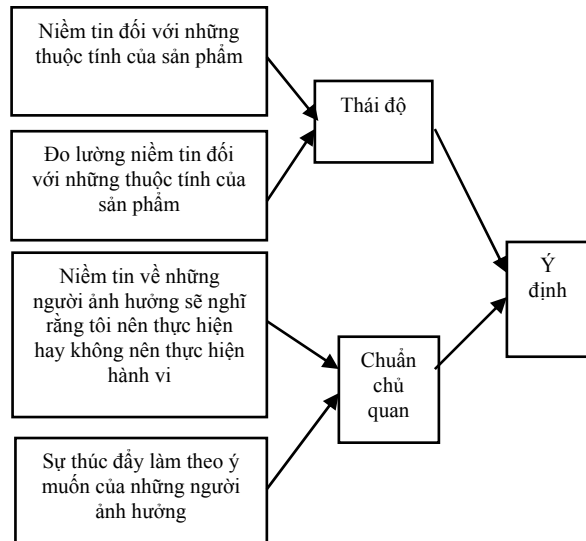 Niềm tin đối với những
thuộc tính của sản phẩm
Đo lường niềm tin đối
với những thuộc tính của
sản phẩm
Niềm tin về những
người ảnh hưởng sẽ nghĩ
rằng tôi nên thực hiện
hay không nên thực hiện
hành vi
Sự thúc đẩy làm theo ý
muốn của những người
ảnh hưởng
Thái độ
Chuẩn
chủ
quan
Ý
định